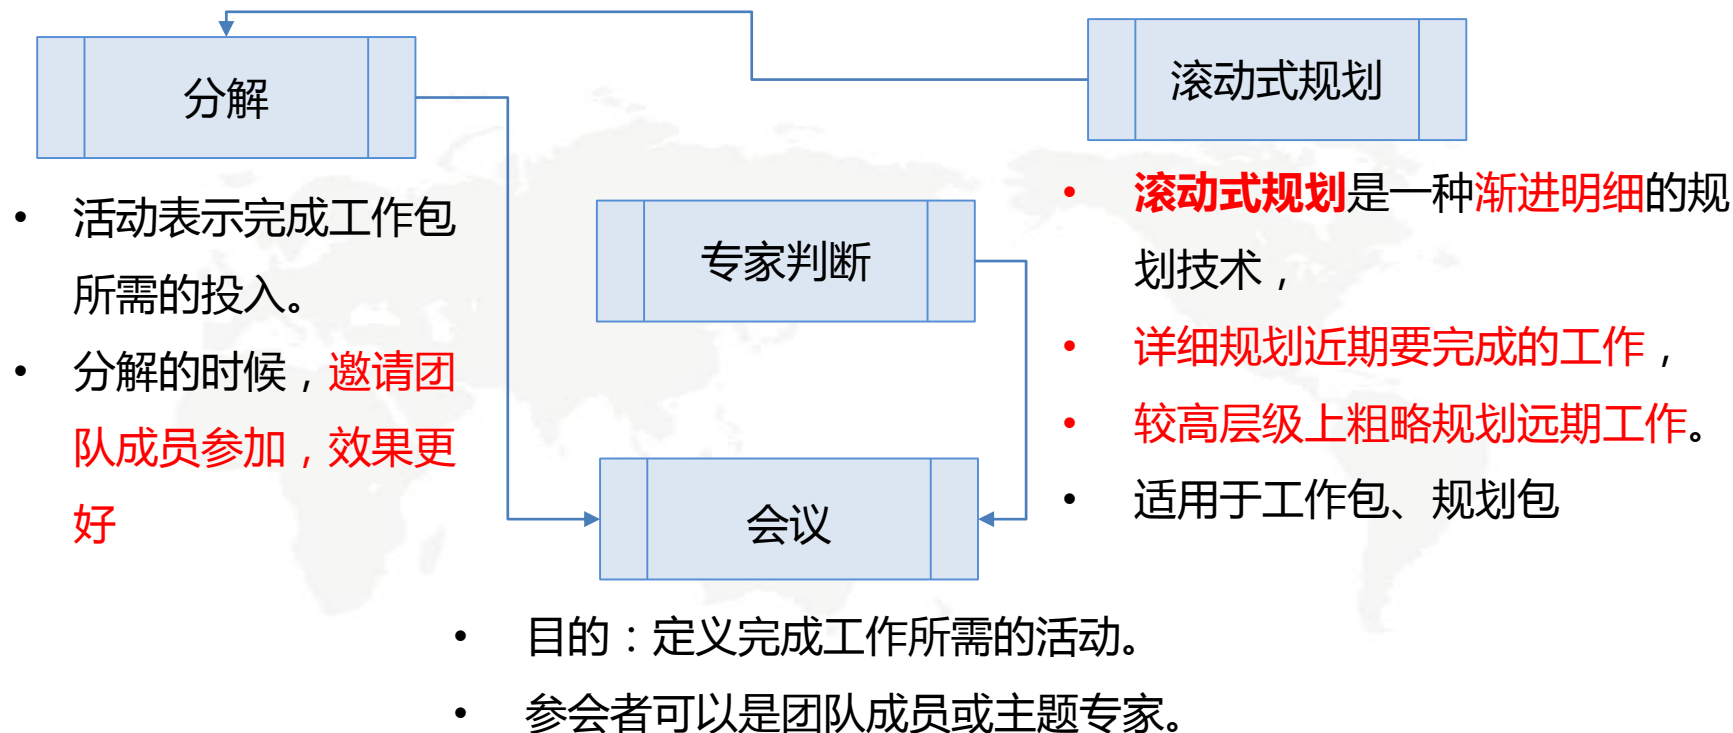 分解
滚动式规划
• 活动表示完成工作包
所需的投入。
• 分解的时候，邀请团
队成员参加，效果更
好
专家判断
会议
• 滚动式规划是一种渐进明细的规
划技术，
• 详细规划近期要完成的工作，
• 较高层级上粗略规划远期工作。
• 适用于工作包、规划包
• 目的：定义完成工作所需的活动。
• 参会者可以是团队成员或主题专家。